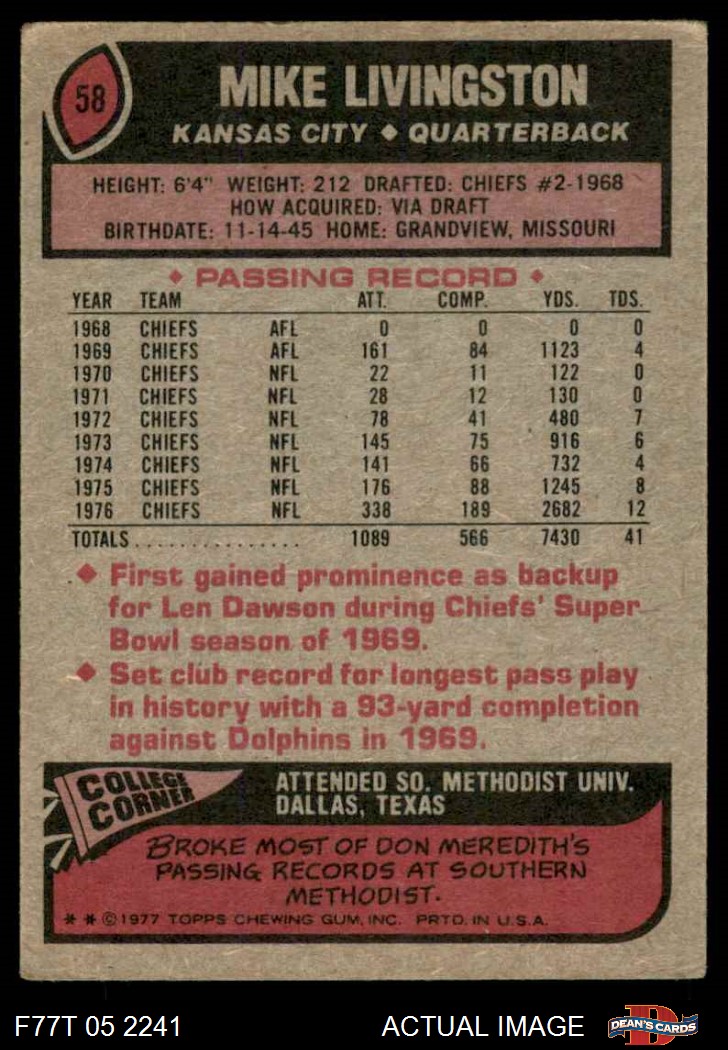 58
MIKE LIVINGSTON
KANSAS CITY ◆ QUARTERBACK
HEIGHT: 6'4" WEIGHT: 212 DRAFTED: CHIEFS #2-1968
HOW ACQUIRED: VIA DRAFT
BIRTHDATE: 11-14-45 HOME: GRANDVIEW, MISSOURI
◆ PASSING RECORD ◆
YEAR TEAM ATT. COMP. YDS. TDS.
1968 CHIEFS AFL 0 0 0 0
1969 CHIEFS AFL 161 84 1123 4
1970 CHIEFS NFL 22 11 122 0
1971 CHIEFS NFL 28 12 130 0
1972 CHIEFS NFL 78 41 480 7
1973 CHIEFS NFL 145 75 916 6
1974 CHIEFS NFL 141 66 732 4
1975 CHIEFS NFL 176 88 1245 8
1976 CHIEFS NFL 338 189 2682 12
TOTALS................ 1089 566 7430 41
◆ First gained prominence as backup
for Len Dawson during Chiefs' Super
Bowl season of 1969.
◆ Set club record for longest pass play
in history with a 93-yard completion
against Dolphins in 1969.
COLLEGE
CORNER
ATTENDED SO. METHODIST UNIV.
DALLAS, TEXAS
BROKE MOST OF DON MEREDITH'S
PASSING RECORDS AT SOUTHERN
METHODIST.
* * ©1977 TOPPS CHEWING GUM, INC. PRTD. IN U.S.A.
F77T 05 2241 ACTUAL IMAGE
D
DEAN'S CARDS